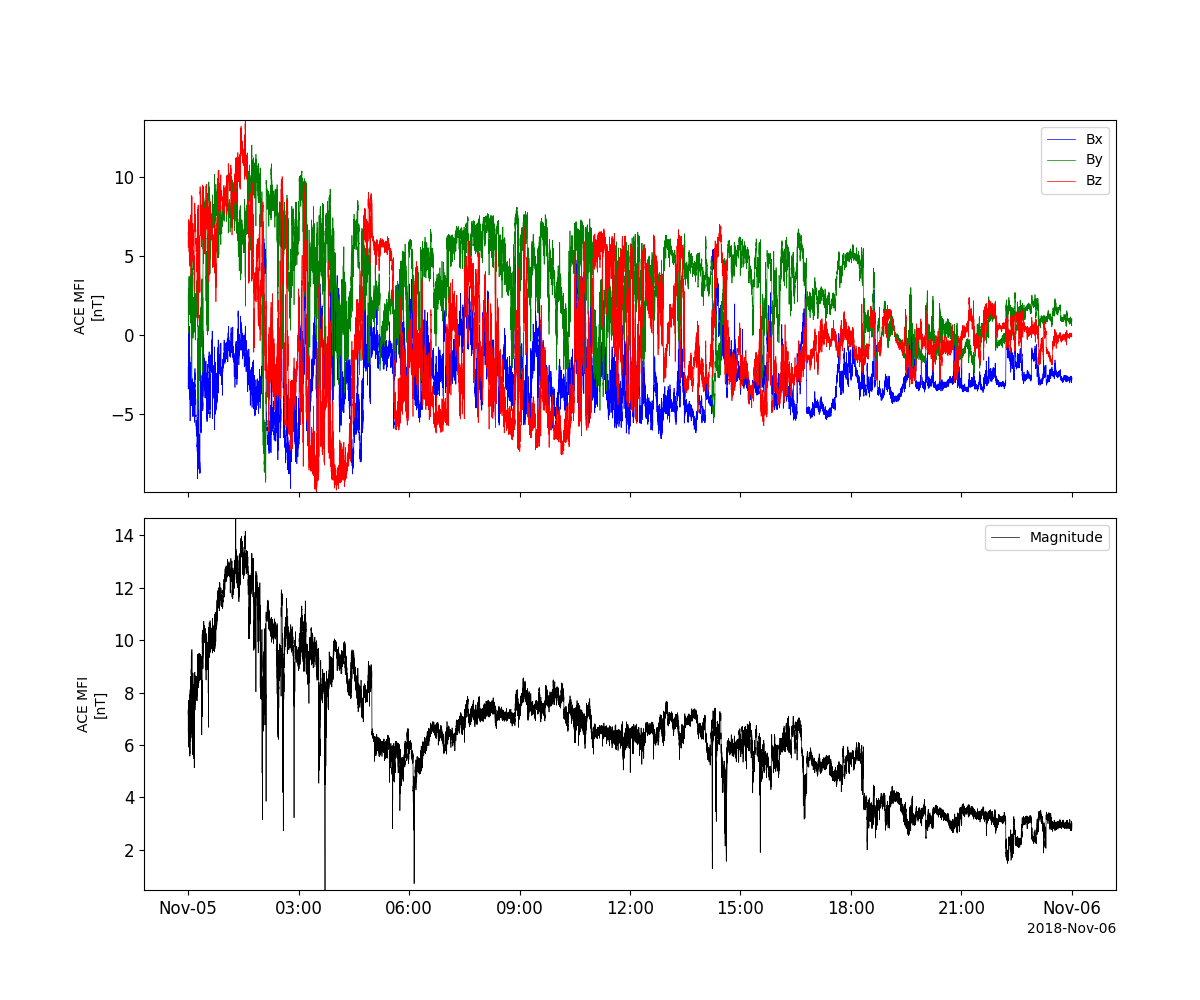 10
5
0
−5
ACE MFI
[nT]
Bx
By
Bz
14
12
10
8
6
4
2
ACE MFI
[nT]
Magnitude
Nov-05 03:00 06:00 09:00 12:00 15:00 18:00 21:00 Nov-06
2018-Nov-06